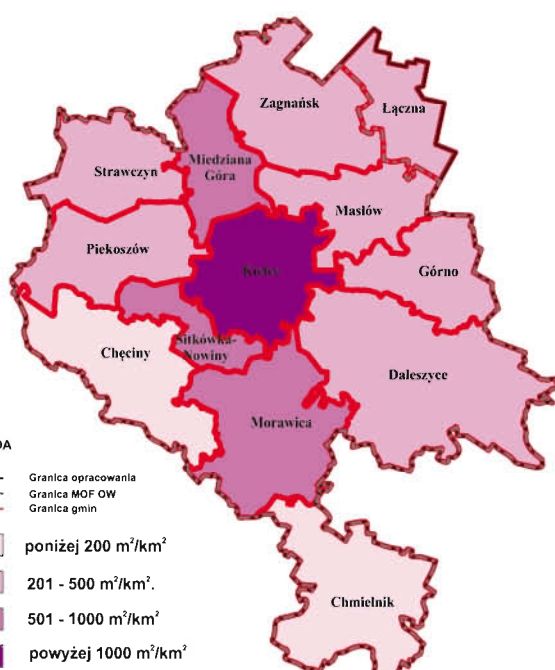 Zagnańsk
Łączna
Miedziana
Góra
Strawczyn
Masłów
Piekoszów
Kielce
Górno
Sitkówka-
Nowiny
Chęciny
Daleszyce
Morawica
DA
Granica opracowania
Granica MOF OW
Granica gmin
poniżej 200 m²/km²
201 - 500 m²/km².
501 - 1000 m²/km²
powyżej 1000 m²/km²
Chmielnik